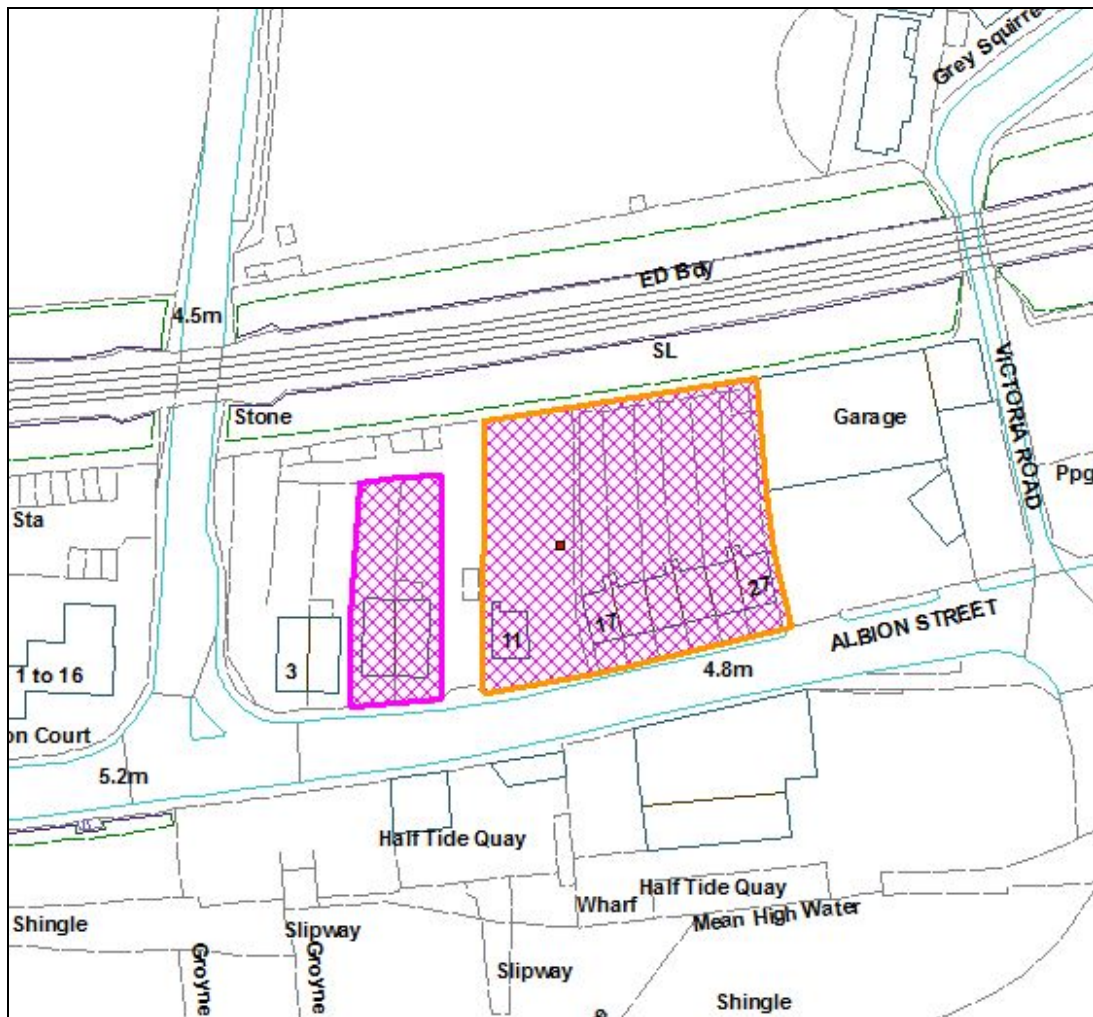 Grey Squirre
ED Bdy
4.5m
SL
VICTORIA ROAD
Stone
Garage
Ppg
Sta
27
17
11
ALBION STREET
3
1 to 16
4.8m
on Court
5.2m
Half Tide Quay
Half Tide Quay
Wharf
Mean High Water
Shingle
Slipway
Groyne
Groyne
Slipway
Shingle